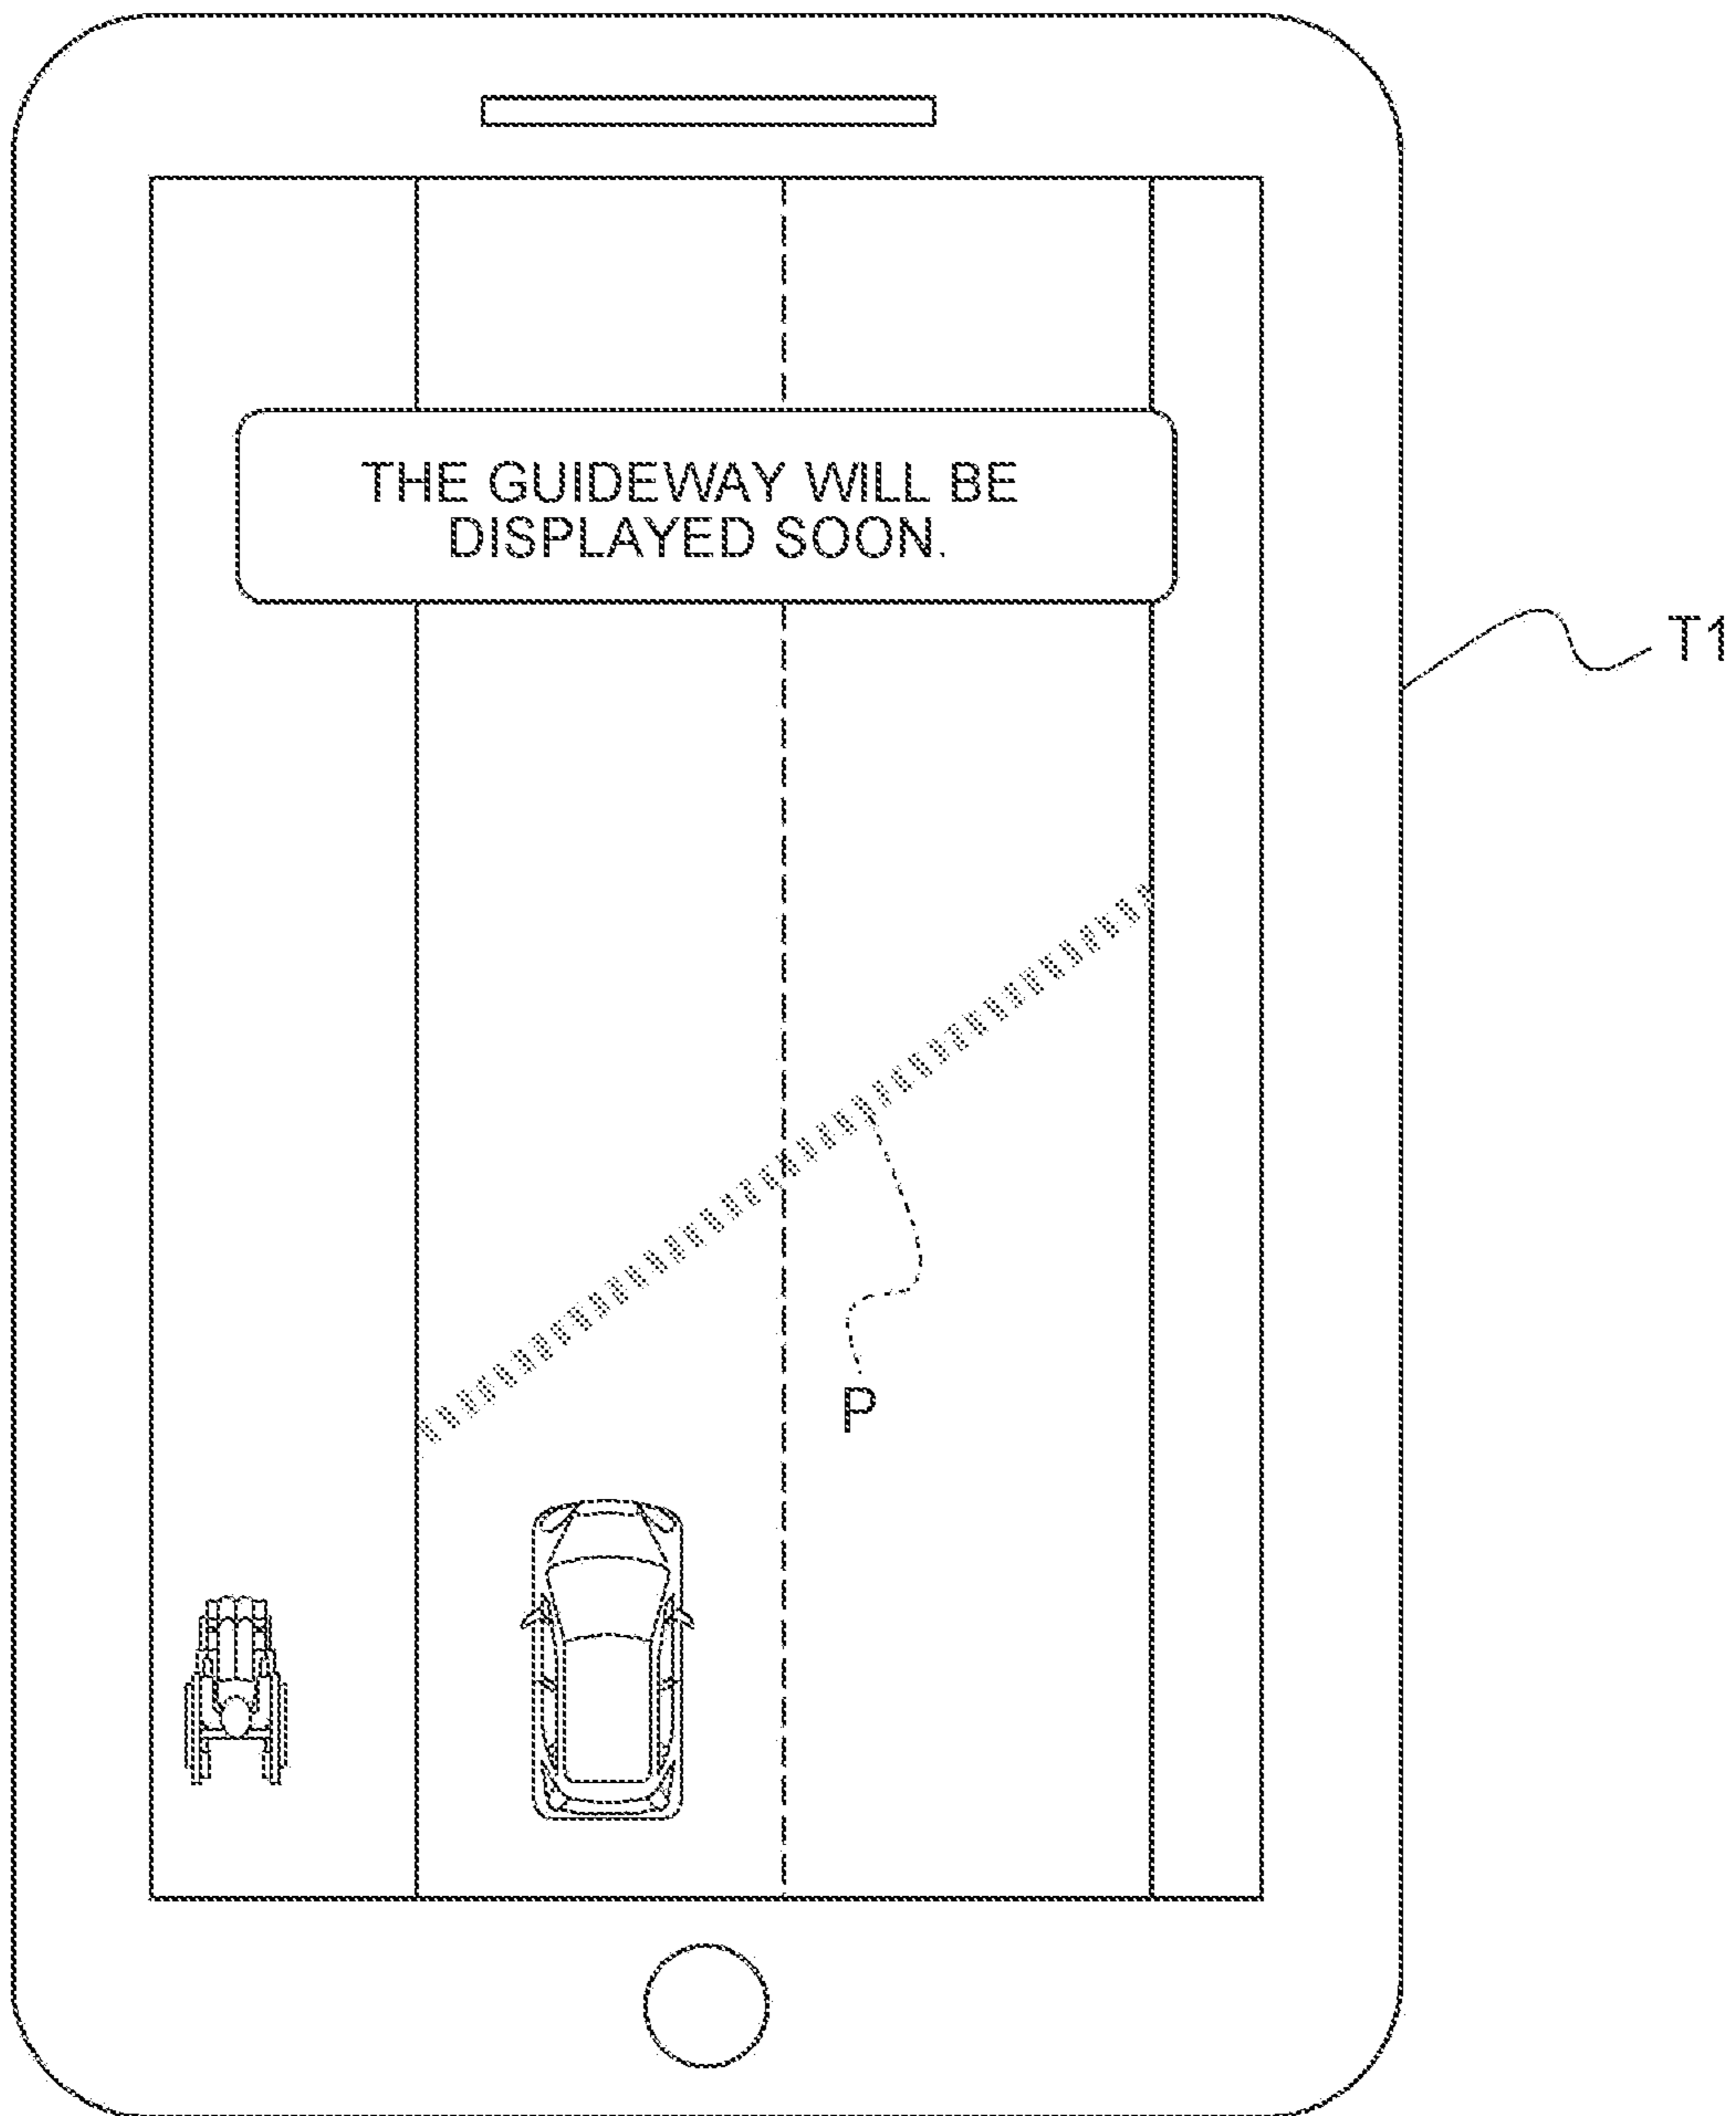 THE GUIDEWAY WILL BE
DISPLAYED SOON.
T1
P